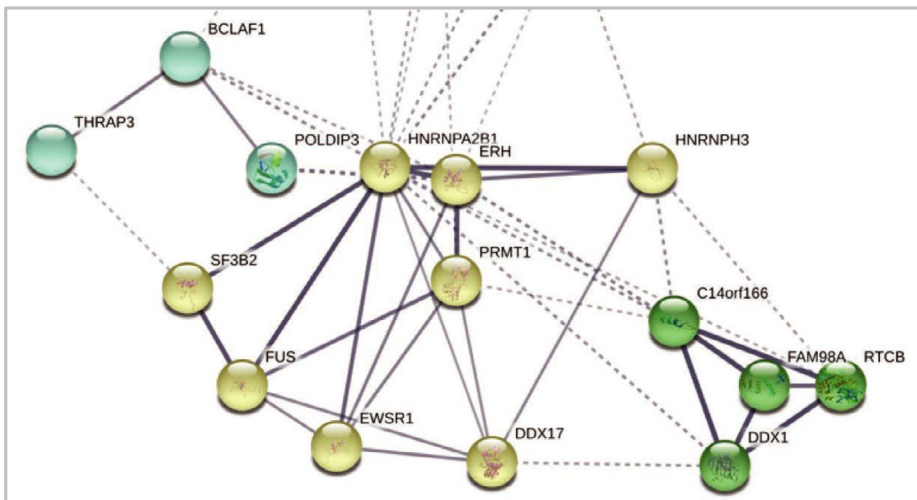 BCLAF1
THRAP3
POLDIP3
HNRNPA2B1
ERH
HNRNPH3
SF3B2
PRMT1
C14orf166
FUS
FAM98A
RTCB
EWSR1
DDX17
DDX1